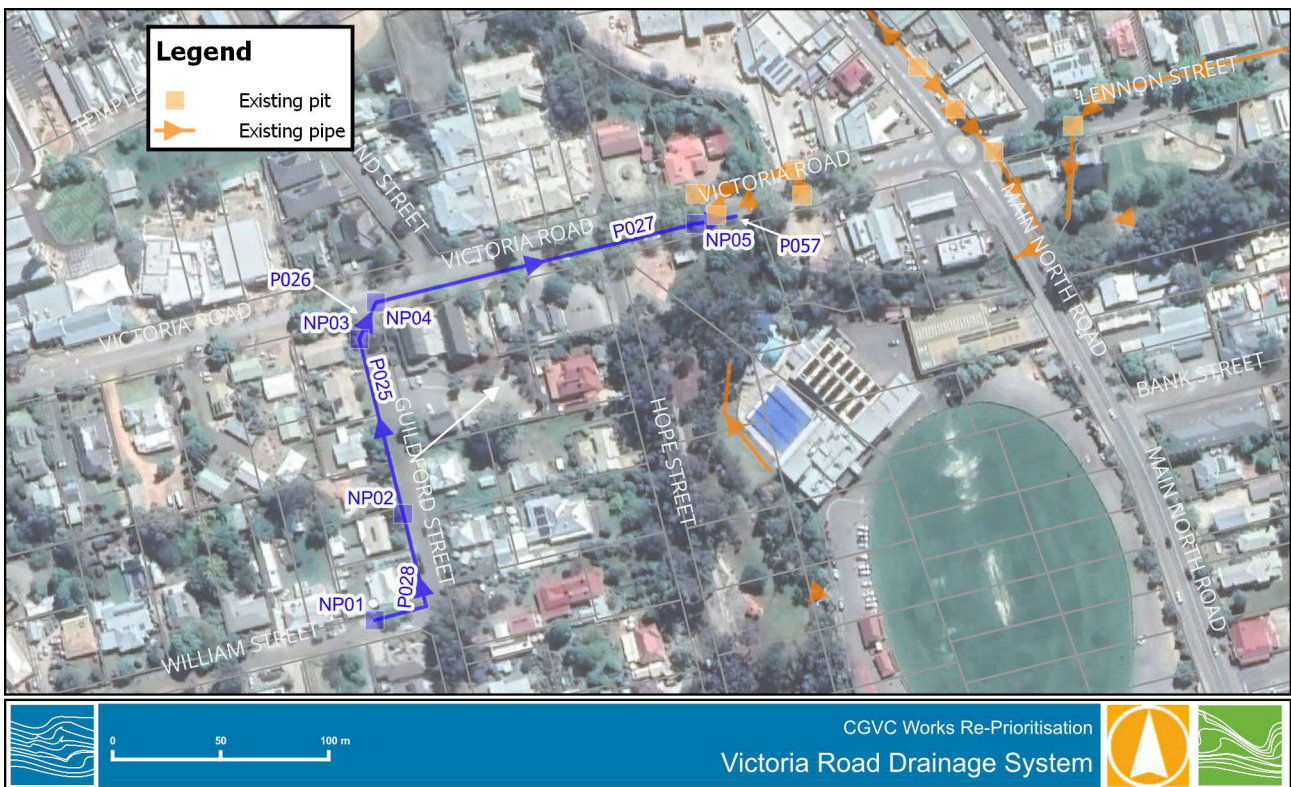 Legend
Existing pit
Existing pipe
TEMPLE
ND STREET
LENNON STREET
VICTORIA ROAD
MAIN NORTH ROAD
P027
VICTORIA ROAD
NP05
P057
P026
NP04
NP03
VICTORIA ROAD
P025
GUILDFORD STREET
BANK STREET
HOPE STREET
MAIN NORTH ROAD
NP02
P028
NP01
WILLIAM STREET
0 50 100 m
CGVC Works Re-Prioritisation
Victoria Road Drainage System